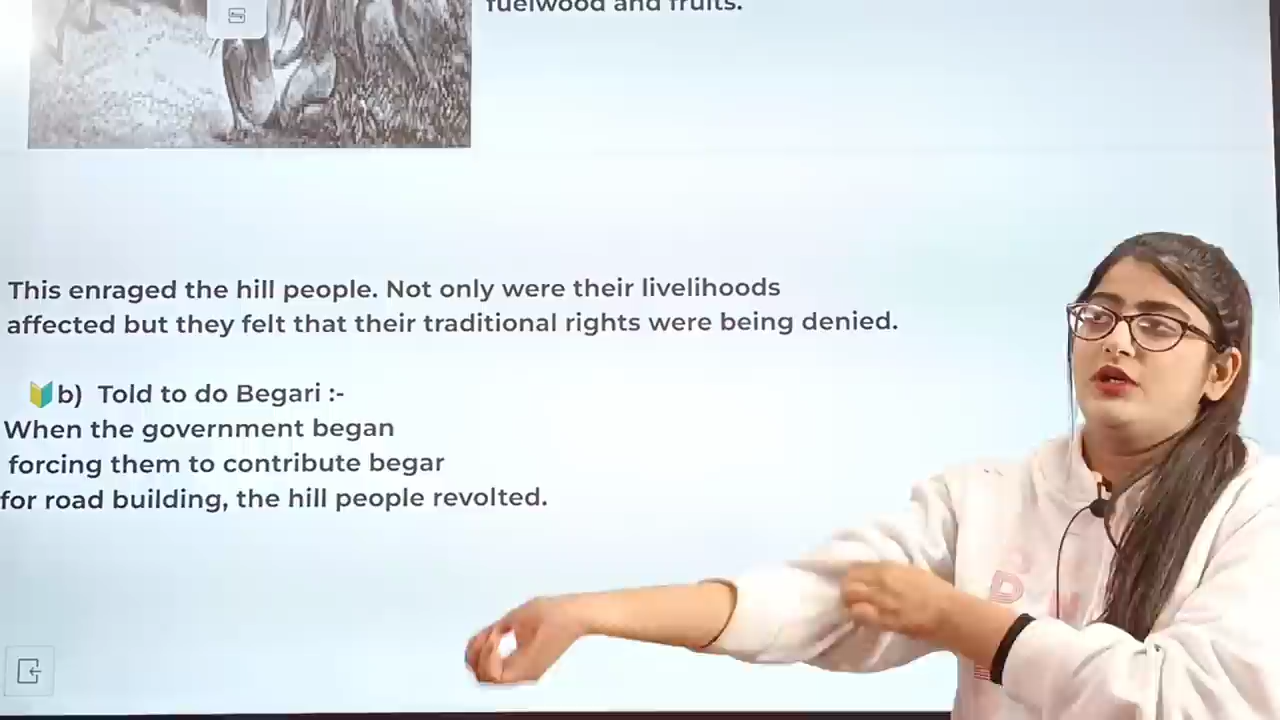 fuelwood and fruits.
This enraged the hill people. Not only were their livelihoods
affected but they felt that their traditional rights were being denied.
b) Told to do Begari :-
When the government began
forcing them to contribute begar
for road building, the hill people revolted.